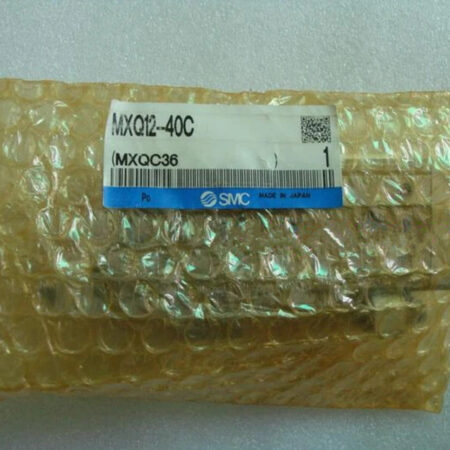 MXQ12--40C
(MXQC36 ) 1
Po SMC MADE IN JAPAN